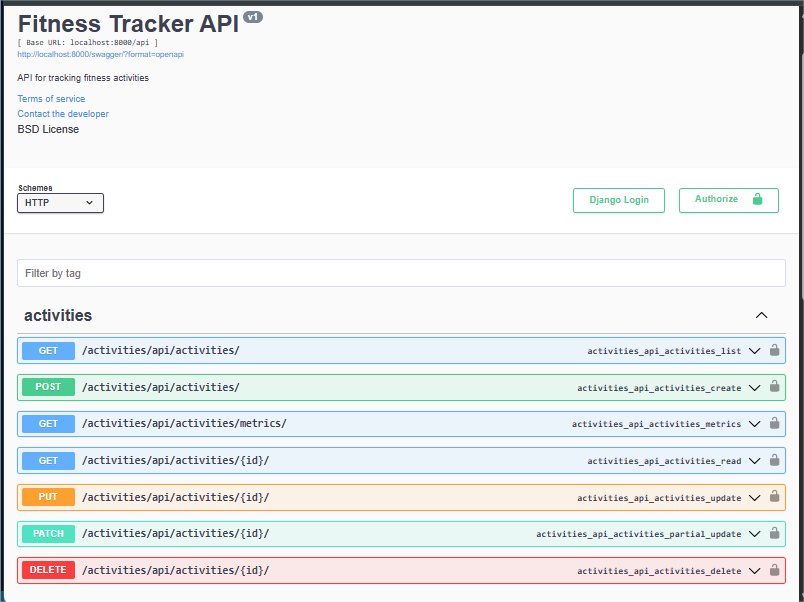 Fitness Tracker API v1
[ Base URL: localhost:8000/api ]
http://localhost:8000/swagger/?format=openapi
API for tracking fitness activities
Terms of service
Contact the developer
BSD License
Schemes
HTTP
Django Login
Authorize
Filter by tag
activities
GET /activities/api/activities/ activities_api_activities_list
POST /activities/api/activities/ activities_api_activities_create
GET /activities/api/activities/metrics/ activities_api_activities_metrics
GET /activities/api/activities/{id}/ activities_api_activities_read
PUT /activities/api/activities/{id}/ activities_api_activities_update
PATCH /activities/api/activities/{id}/ activities_api_activities_partial_update
DELETE /activities/api/activities/{id}/ activities_api_activities_delete